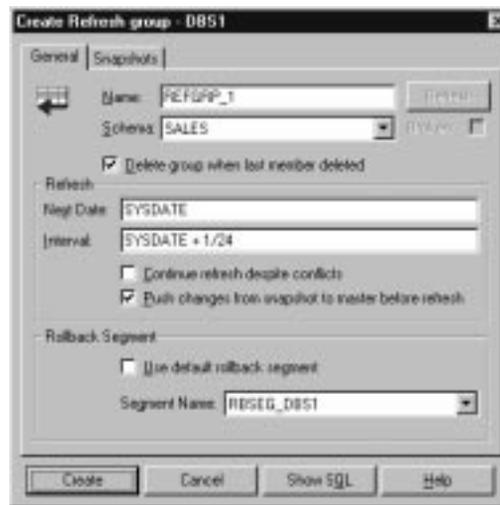 Create Refresh group - DBS1
General Snapshots
Name: REFGRP_1
Schema: SALES
Delete group when last member deleted
Refresh
Next Date: SYSDATE
Interval: SYSDATE + 1/24
Continue refresh despite conflicts
Push changes from snapshot to master before refresh
Rollback Segment
Use default rollback segment
Segment Name: RBSEG_DBS1
Create Cancel Show SQL Help